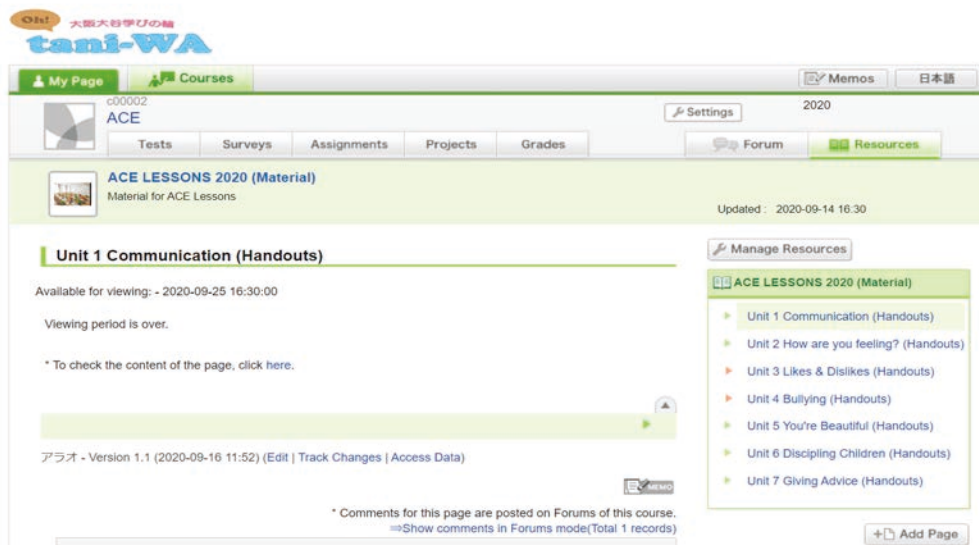 Oh! 大阪大谷学びの輪
tani-WA
My Page Courses Memos 日本語
c00002
ACE Settings 2020
Tests Surveys Assignments Projects Grades Forum Resources
ACE LESSONS 2020 (Material)
Material for ACE Lessons
Updated : 2020-09-14 16:30
Unit 1 Communication (Handouts)
Available for viewing: - 2020-09-25 16:30:00
Viewing period is over.
* To check the content of the page, click here.
アラオ - Version 1.1 (2020-09-16 11:52) (Edit | Track Changes | Access Data)
MEMO
* Comments for this page are posted on Forums of this course.
⇒Show comments in Forums mode(Total 1 records)
Manage Resources
ACE LESSONS 2020 (Material)
Unit 1 Communication (Handouts)
Unit 2 How are you feeling? (Handouts)
Unit 3 Likes & Dislikes (Handouts)
Unit 4 Bullying (Handouts)
Unit 5 You're Beautiful (Handouts)
Unit 6 Discipling Children (Handouts)
Unit 7 Giving Advice (Handouts)
+ Add Page